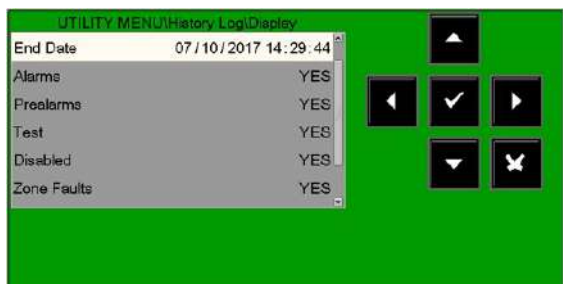 UTILITY MENU\History Log\Display
End Date 07/10/2017 14:29:44
Alarms YES
Prealarms YES
Test YES
Disabled YES
Zone Faults YES